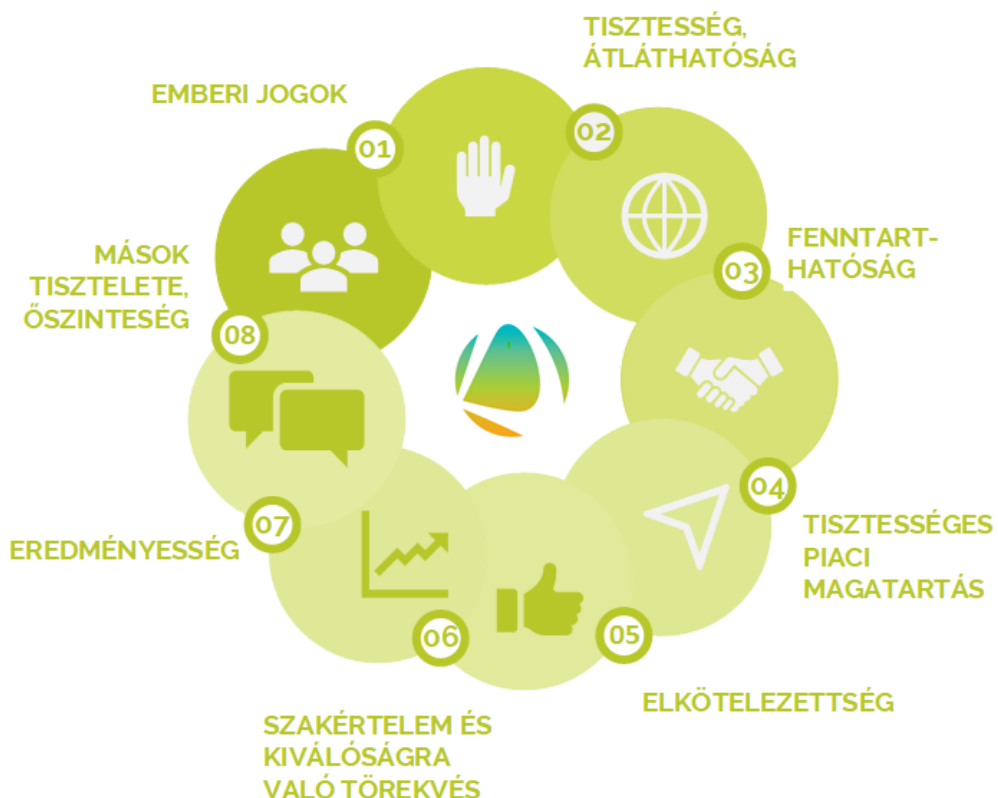 EMBERI JOGOK
01
TISZTESSÉG,
ÁTLÁTHATÓSÁG
02
FENNTART-
HATÓSÁG
03
04
TISZTESSÉGES
PIACI
MAGATARTÁS
05
ELKÖTELEZETTSÉG
06
SZAKÉRTELEM ÉS
KIVÁLÓSÁGRA
VALÓ TÖREKVÉS
07
EREDMÉNYESSÉG
08
MÁSOK
TISZTELETE,
ŐSZINTESÉG